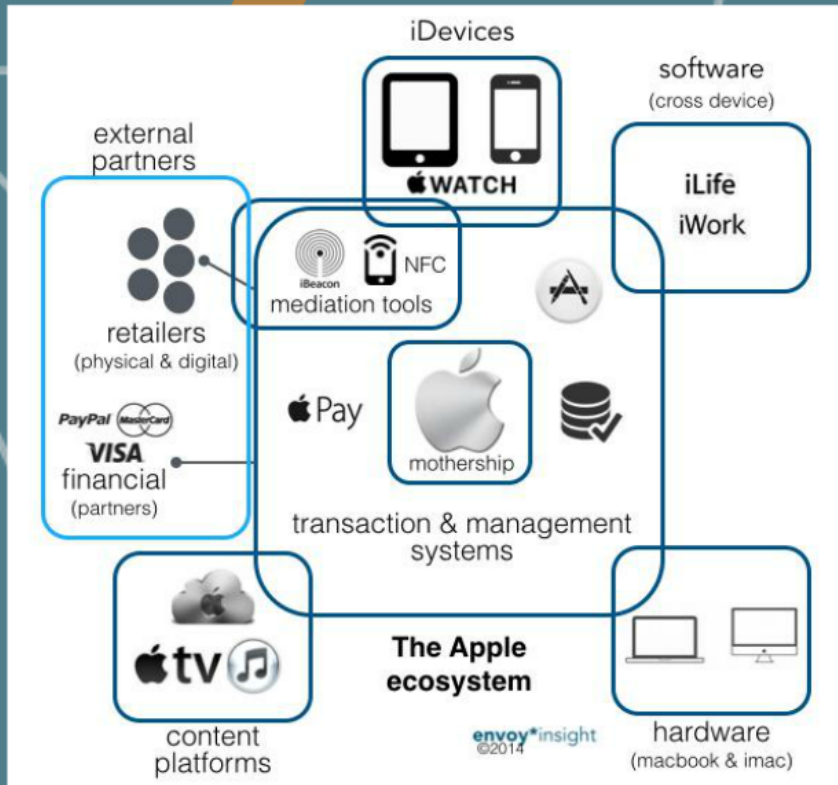 iDevices
WATCH
software
(cross device)
iLife
iWork
external
partners
retailers
(physical & digital)
PayPal MasterCard
VISA
financial
(partners)
iBeacon
NFC
mediation tools
Pay
mothership
transaction & management
systems
tv
content
platforms
The Apple
ecosystem
envoy*insight
©2014
hardware
(macbook & imac)